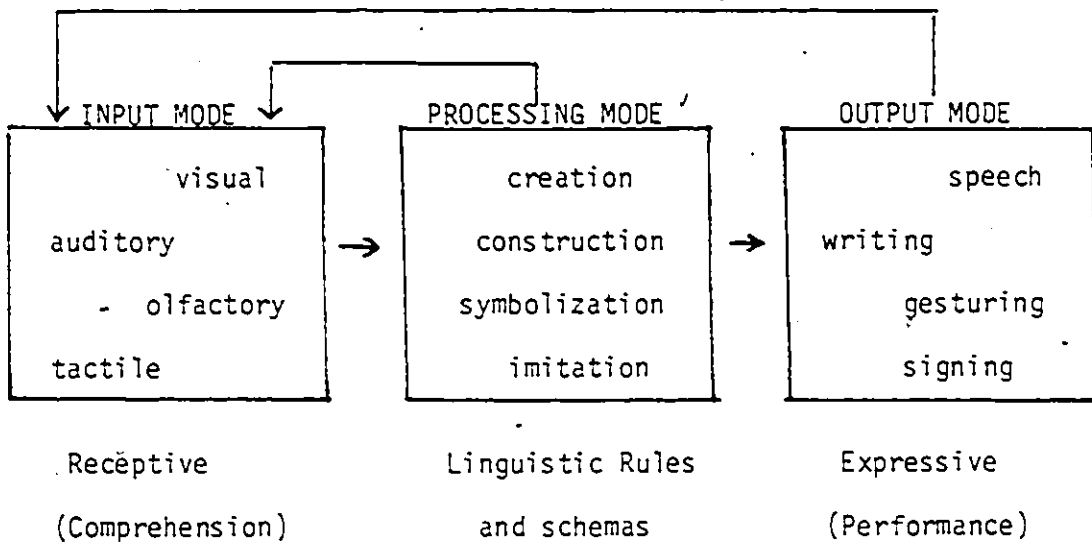 INPUT MODE PROCESSING MODE OUTPUT MODE
visual creation speech
auditory construction writing
olfactory symbolization gesturing
tactile imitation signing
Receptive Linguistic Rules Expressive
(Comprehension) and schemas (Performance)